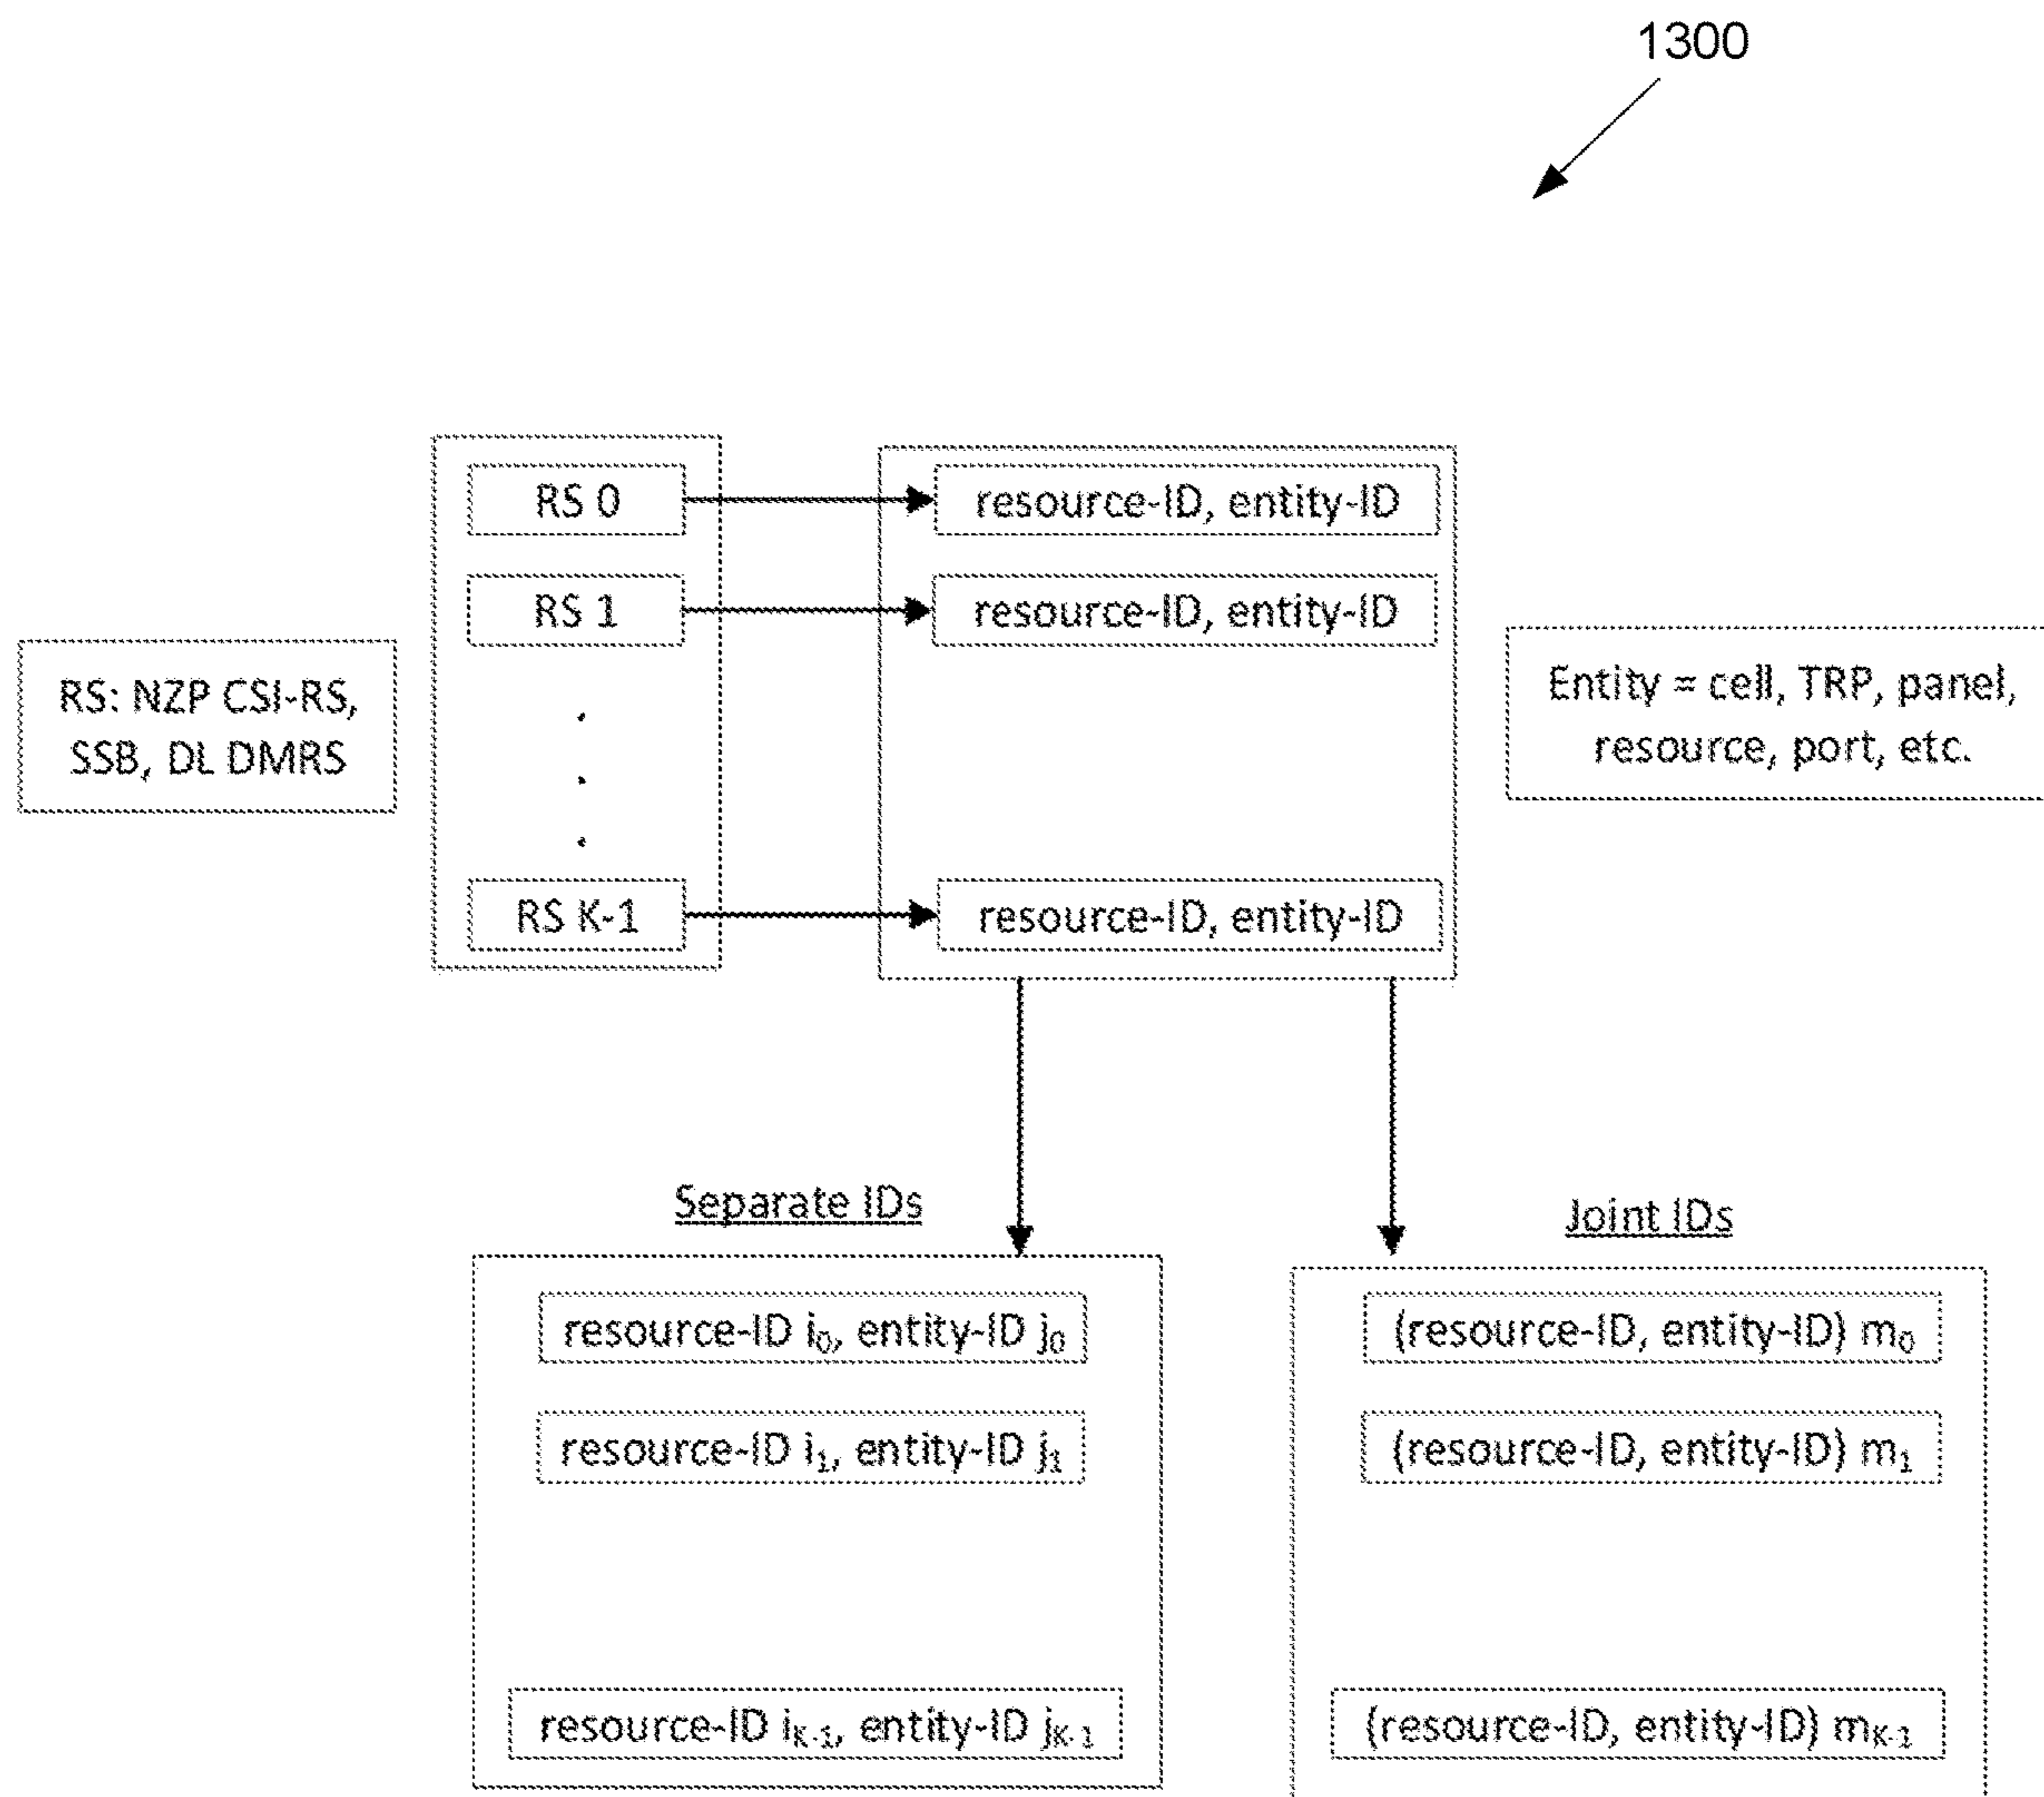 1300
RS 0
resource-ID, entity-ID
RS 1
resource-ID, entity-ID
RS: NZP CSI-RS,
SSB, DL DMRS
Entity = cell, TRP, panel,
resource, port, etc.
RS K-1
resource-ID, entity-ID
Separate IDs
Joint IDs
resource-ID i₀, entity-ID j₀
(resource-ID, entity-ID) m₀
resource-ID i₁, entity-ID j₁
(resource-ID, entity-ID) m₁
resource-ID i_K-1, entity-ID j_K-1
(resource-ID, entity-ID) m_K-1